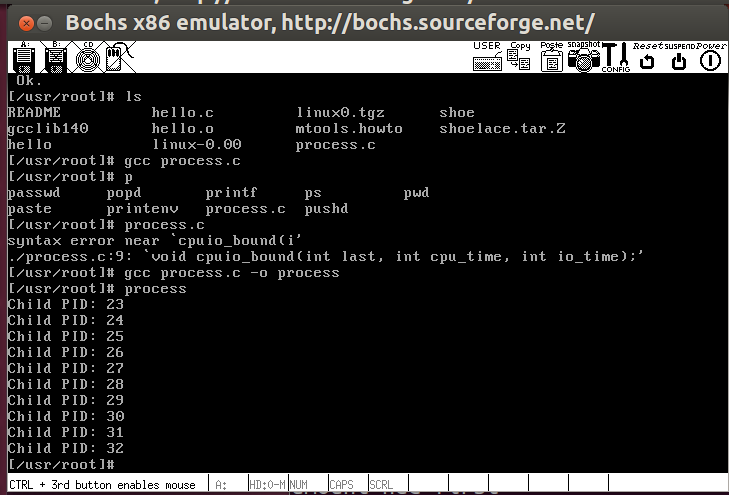 Bochs x86 emulator, http://bochs.sourceforge.net/
A: B: CD USER Copy Paste snapshot CONFIG Reset SUSPEND Power
Ok.
[/usr/root]# ls
README hello.c linux0.tgz shoe
gcclib140 hello.o mtools.howto shoelace.tar.Z
hello linux-0.00 process.c
[/usr/root]# gcc process.c
[/usr/root]# p
passwd popd printf ps pwd
paste printenv process.c pushd
[/usr/root]# process.c
syntax error near `cpuio_bound(i'
./process.c:9: `void cpuio_bound(int last, int cpu_time, int io_time);'
[/usr/root]# gcc process.c -o process
[/usr/root]# process
Child PID: 23
Child PID: 24
Child PID: 25
Child PID: 26
Child PID: 27
Child PID: 28
Child PID: 29
Child PID: 30
Child PID: 31
Child PID: 32
[/usr/root]#
CTRL + 3rd button enables mouse A: HD:0-M NUM CAPS SCRL